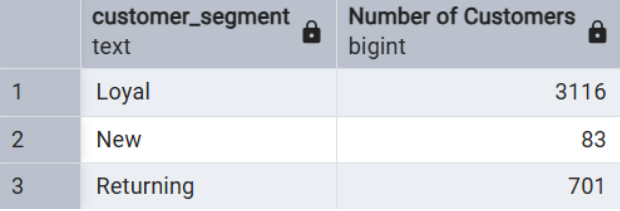 customer_segment Number of Customers
text bigint
1 Loyal 3116
2 New 83
3 Returning 701